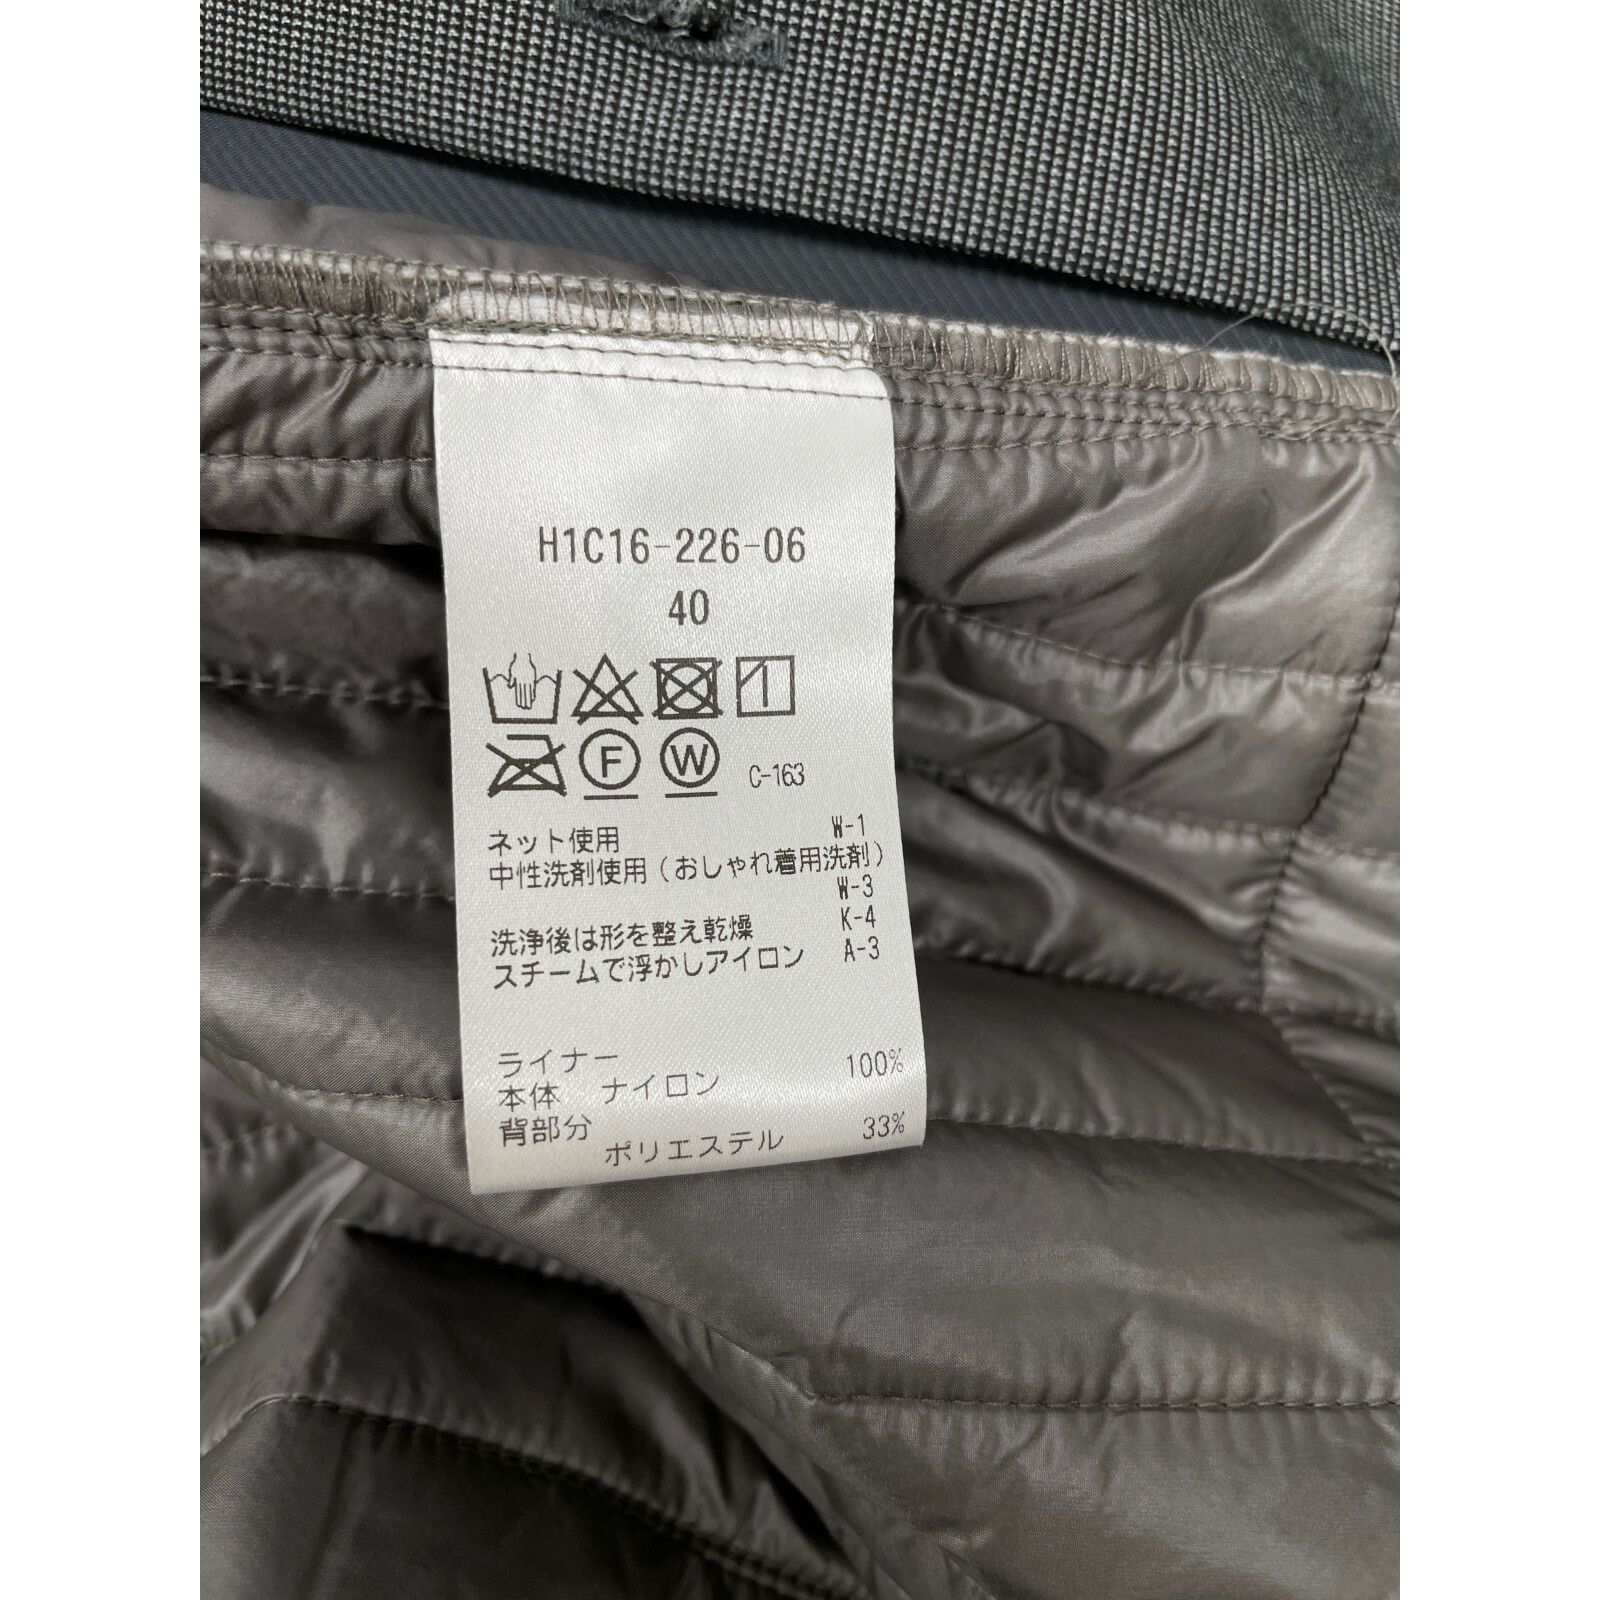 H1C16-226-06
40
F W C-163
ネット使用 W-1
中性洗剤使用(おしゃれ着用洗剤)
W-3
洗浄後は形を整え乾燥 K-4
スチームで浮かしアイロン A-3
ライナー
本体 ナイロン 100%
背部分
ポリエステル 33%